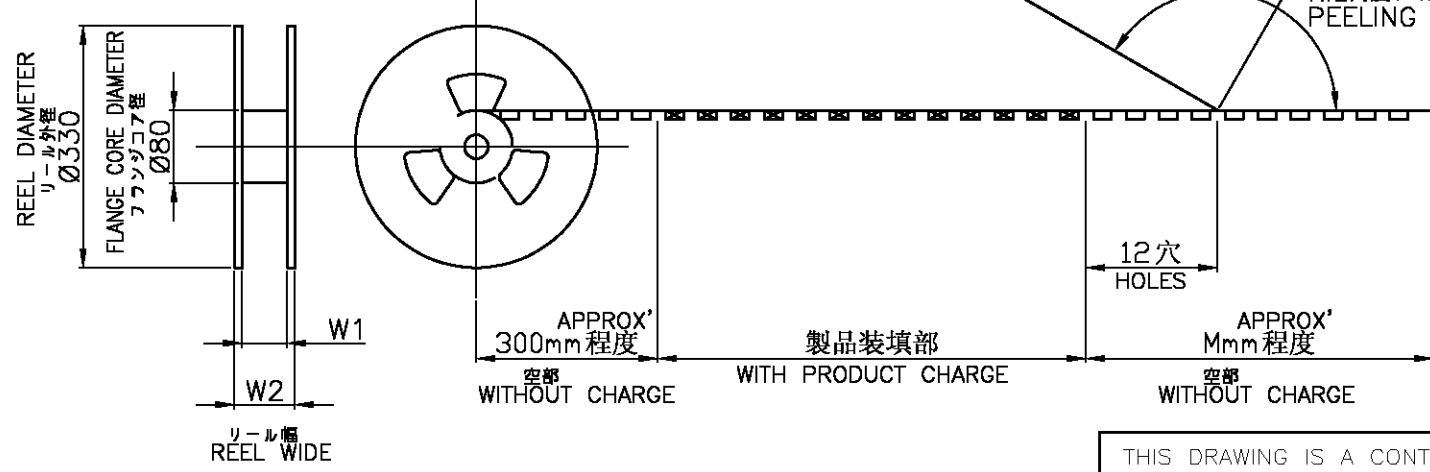 PEELING
REEL DIAMETER
リール外径
Ø330
FLANGE CORE DIAMETER
フランジコア径
Ø80
12穴
HOLES
W1
APPROX'
300mm程度
空部
WITHOUT CHARGE
製品装填部
WITH PRODUCT CHARGE
APPROX'
Mmm程度
空部
WITHOUT CHARGE
W2
リール幅
REEL WIDE
THIS DRAWING IS A CONT